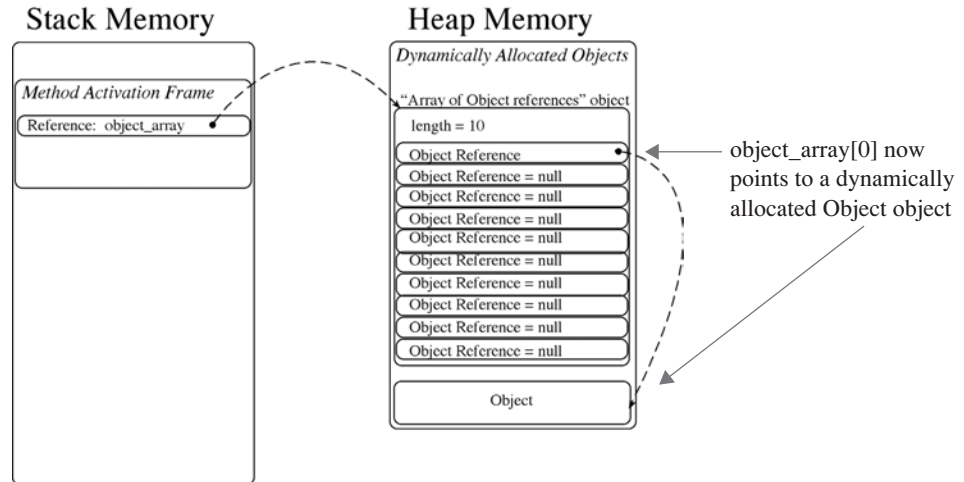 Stack Memory
Method Activation Frame
Reference: object_array
Heap Memory
Dynamically Allocated Objects
“Array of Object references” object
length = 10
Object Reference
Object Reference = null
Object Reference = null
Object Reference = null
Object Reference = null
Object Reference = null
Object Reference = null
Object Reference = null
Object Reference = null
Object Reference = null
Object
object_array[0] now
points to a dynamically
allocated Object object